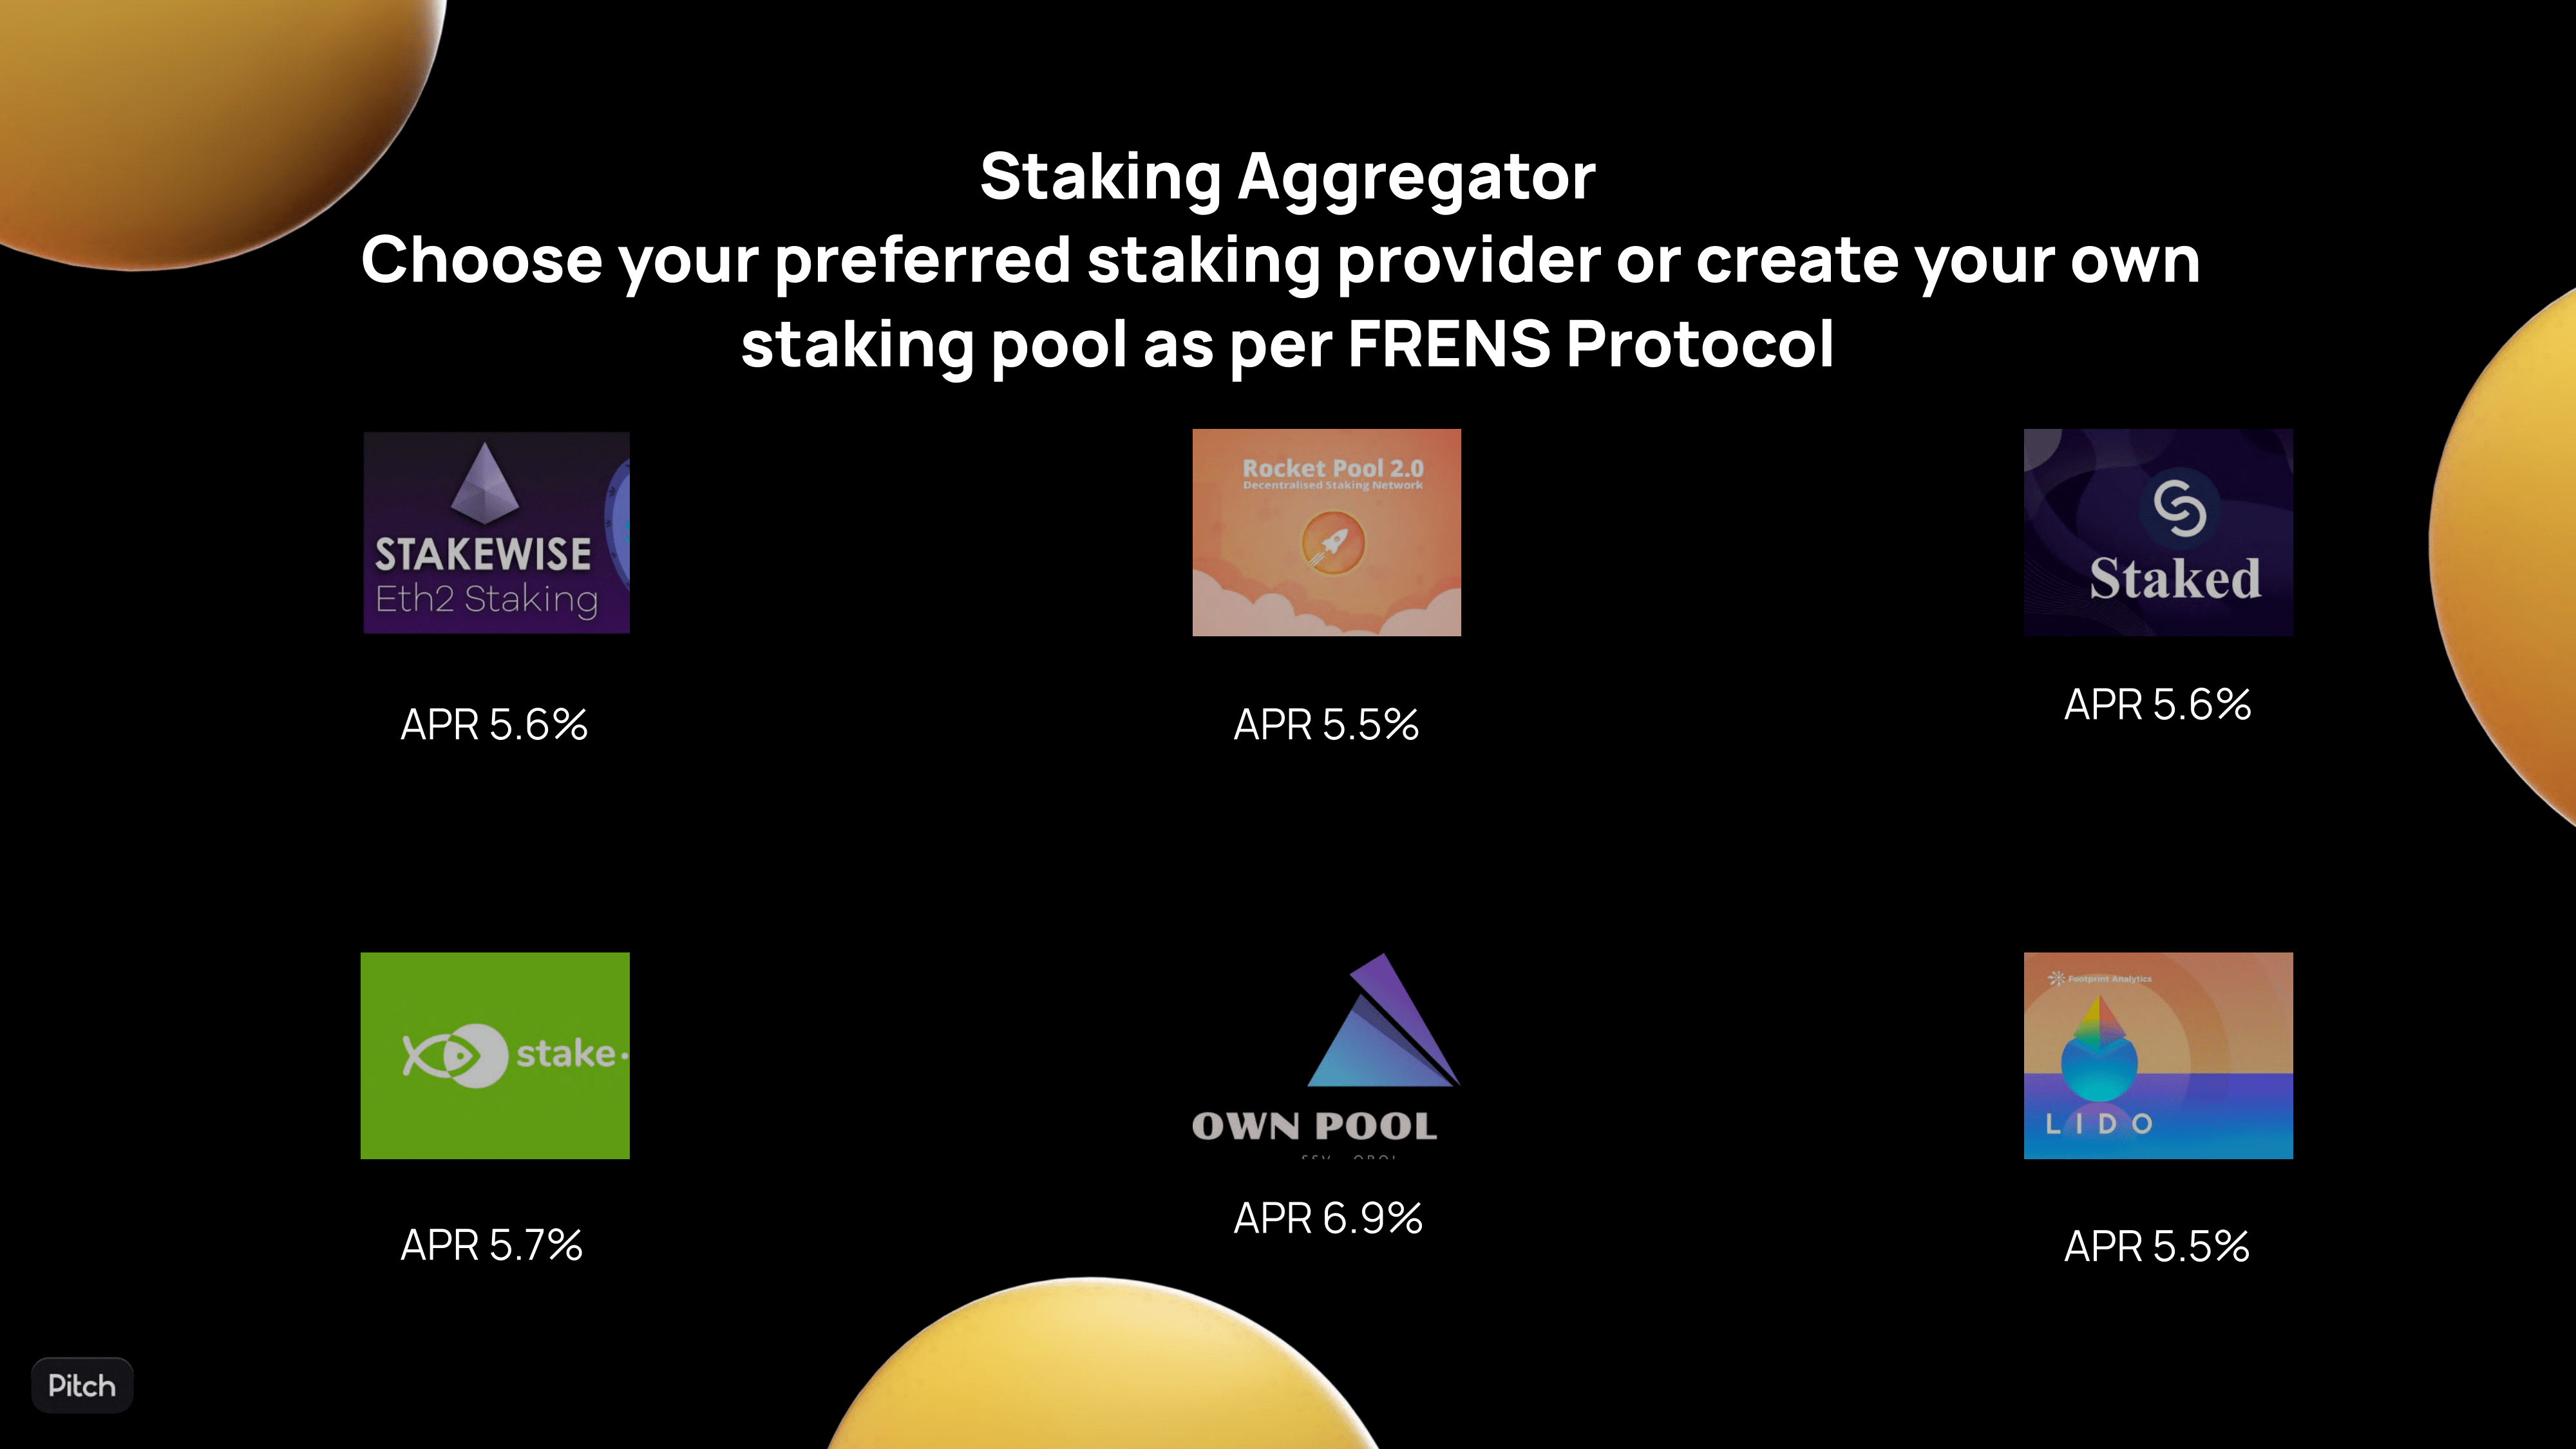 Staking Aggregator
Choose your preferred staking provider or create your own
staking pool as per FRENS Protocol
STAKEWISE
Eth2 Staking
APR 5.6%
Rocket Pool 2.0
Decentralised Staking Network
APR 5.5%
Staked
APR 5.6%
stake
APR 5.7%
OWN POOL
APR 6.9%
Footprint Analytics
LIDO
APR 5.5%
Pitch